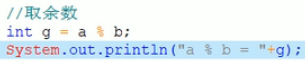 //取余数
int g = a % b;
System.out.println("a % b = "+g);